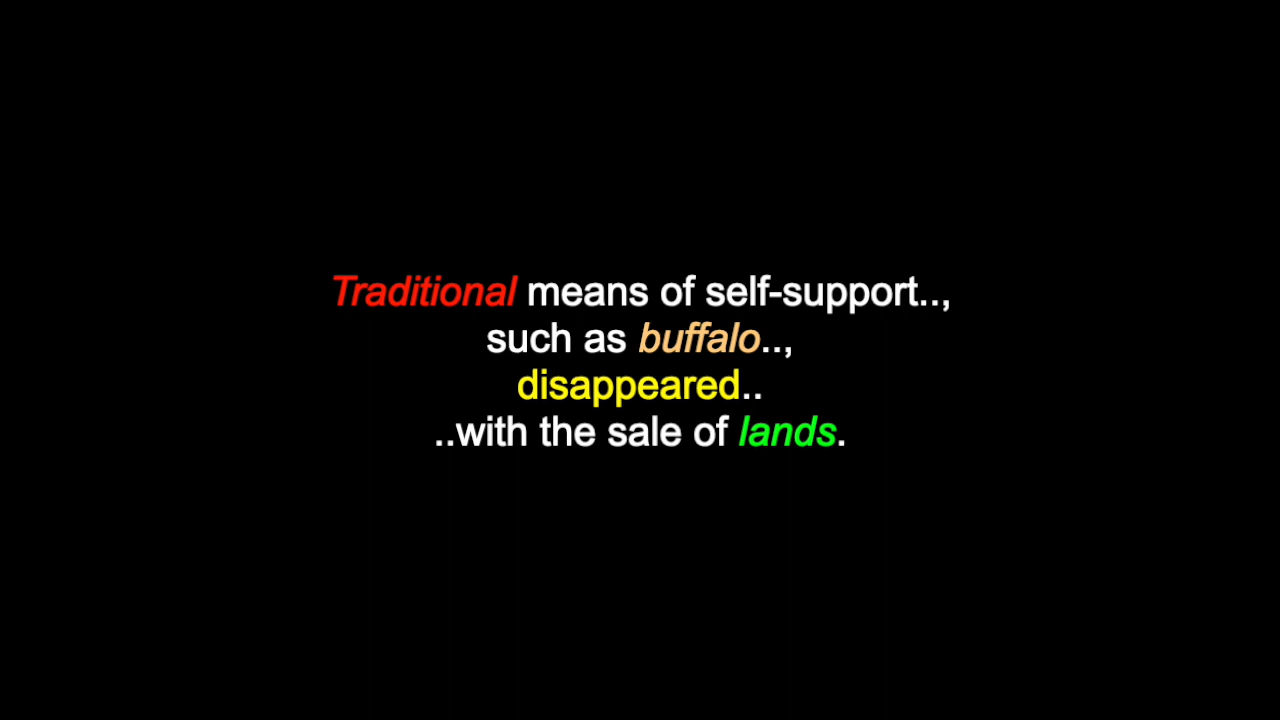 Traditional means of self-support..,
such as buffalo..,
disappeared..
..with the sale of lands.